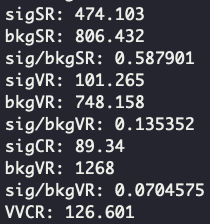 sigSR: 474.103
bkgSR: 806.432
sig/bkgSR: 0.587901
sigVR: 101.265
bkgVR: 748.158
sig/bkgVR: 0.135352
sigCR: 89.34
bkgVR: 1268
sig/bkgVR: 0.0704575
VVCR: 126.601